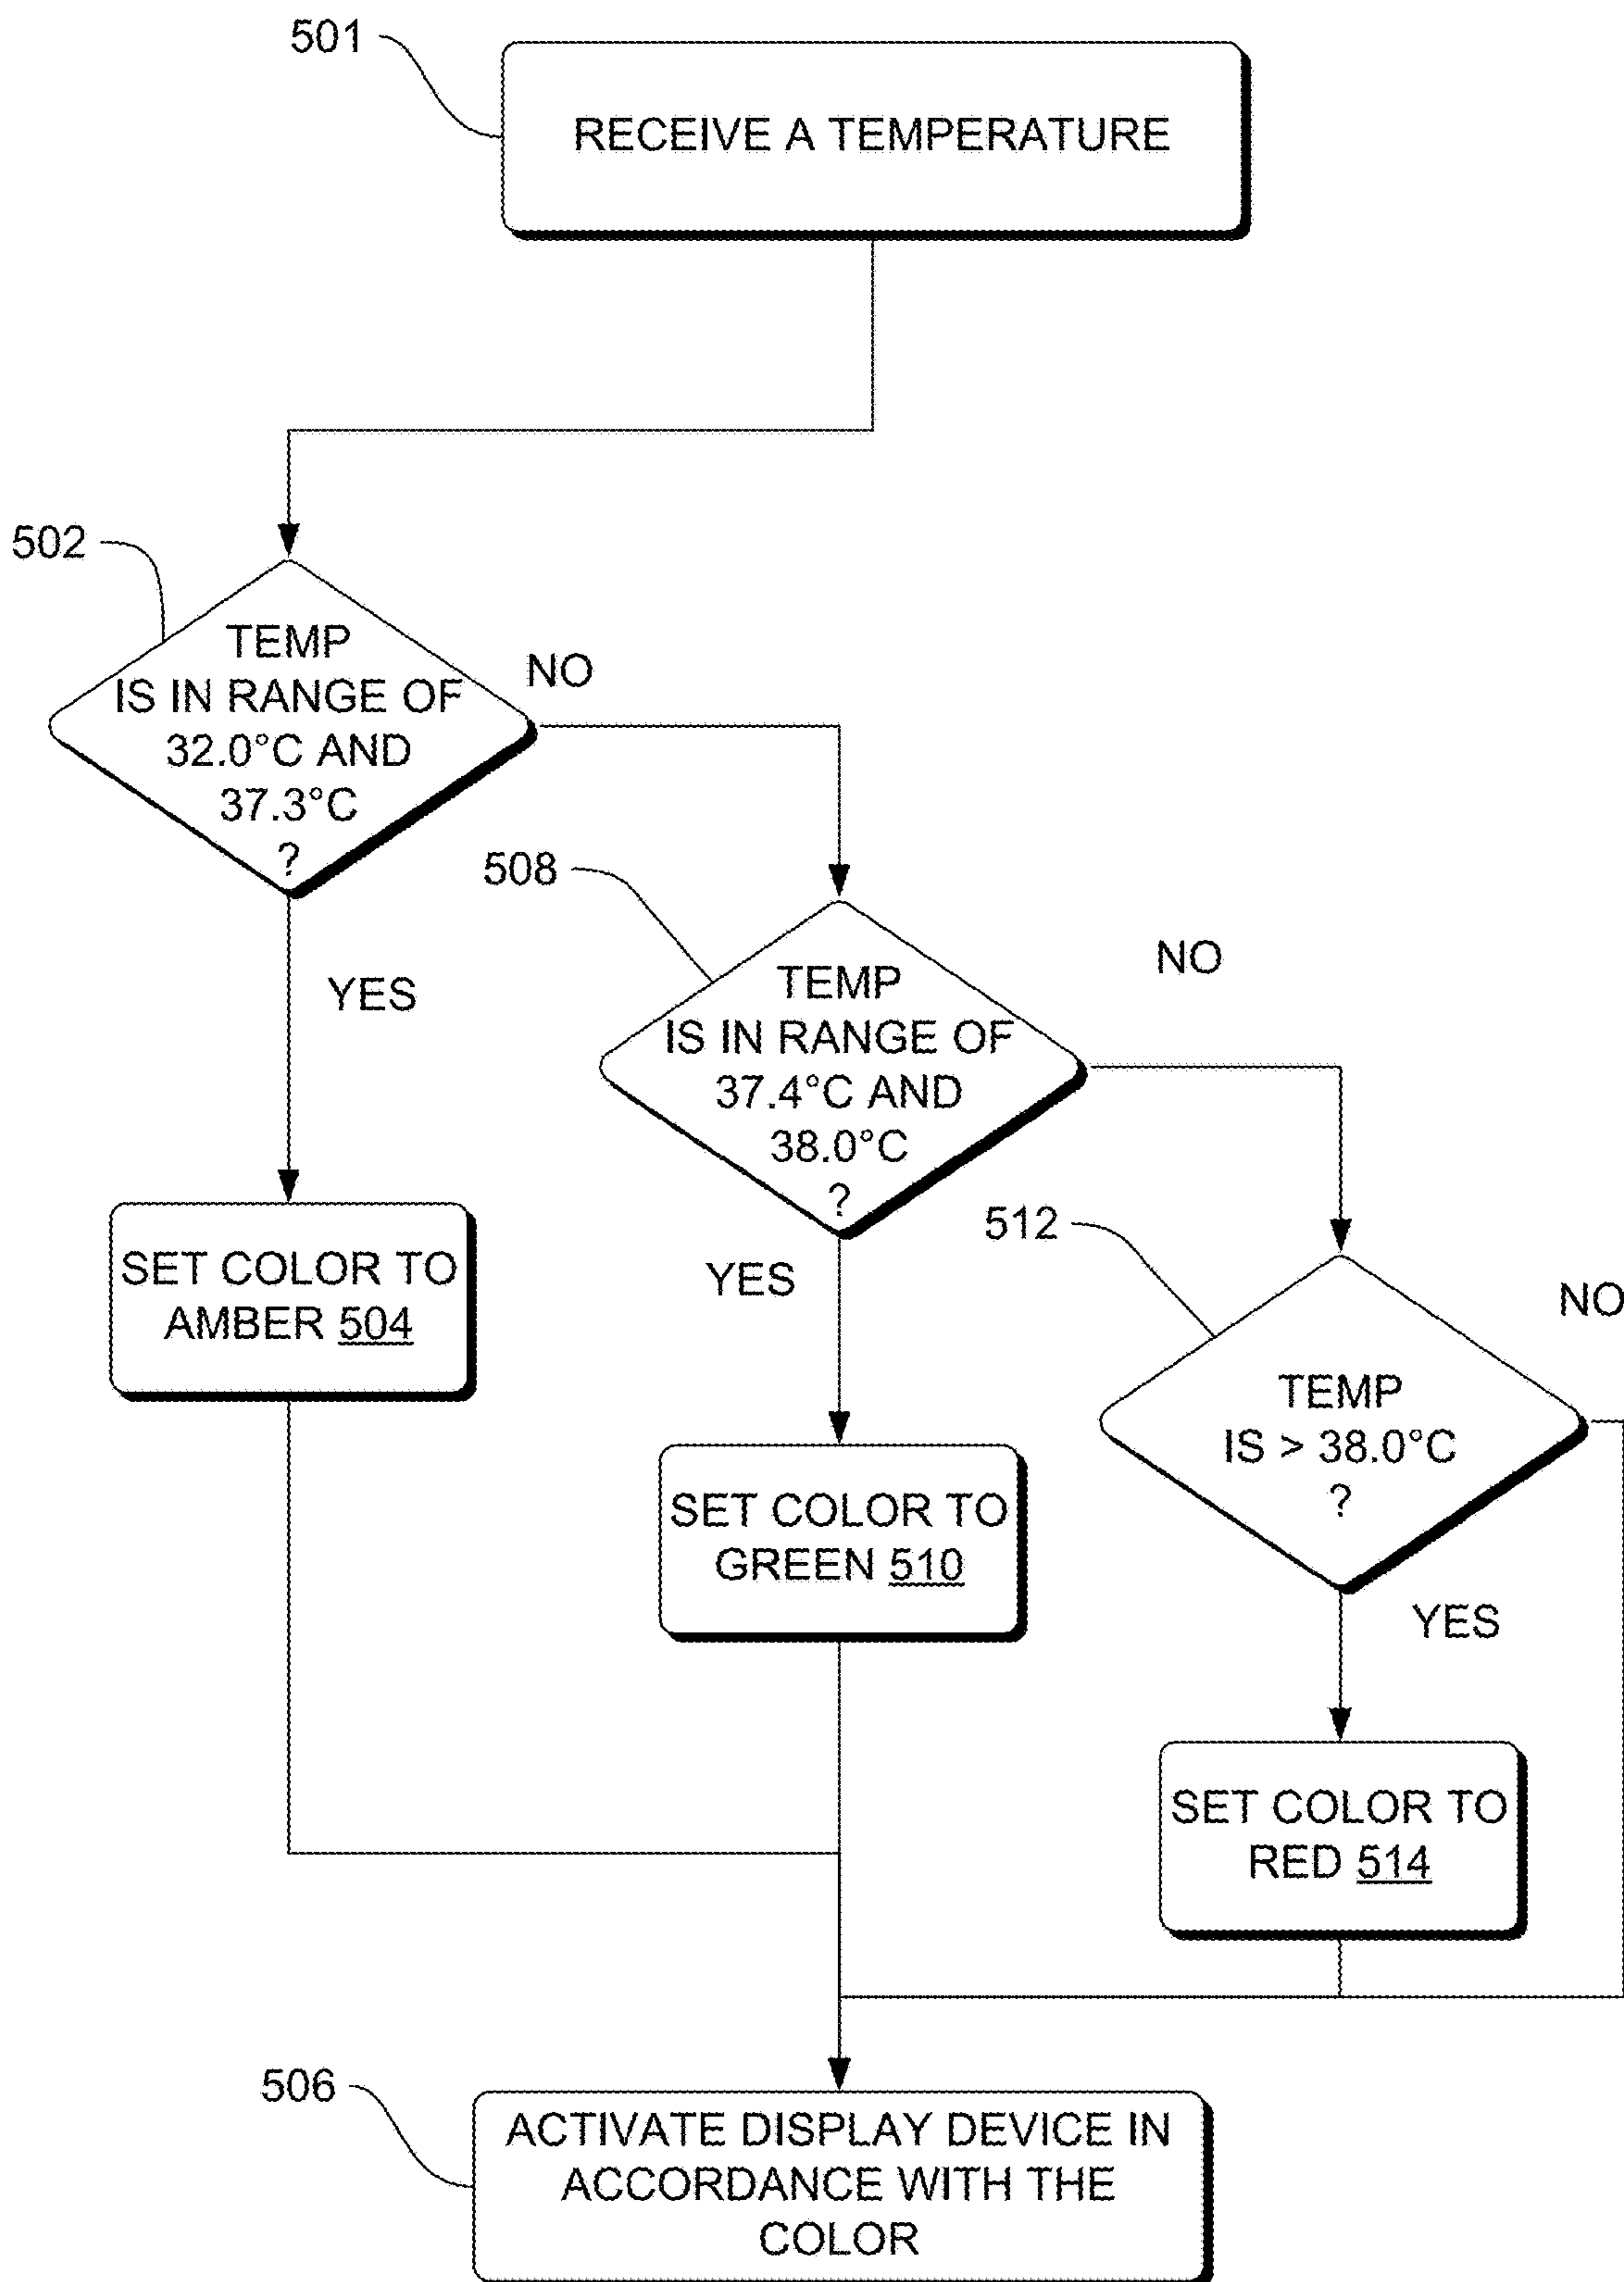 501
RECEIVE A TEMPERATURE
502
TEMP
IS IN RANGE OF
32.0°C AND
37.3°C
?
NO
YES
508
TEMP
IS IN RANGE OF
37.4°C AND
38.0°C
?
NO
YES
SET COLOR TO
AMBER 504
512
TEMP
IS > 38.0°C
?
NO
YES
SET COLOR TO
GREEN 510
SET COLOR TO
RED 514
506
ACTIVATE DISPLAY DEVICE IN
ACCORDANCE WITH THE
COLOR